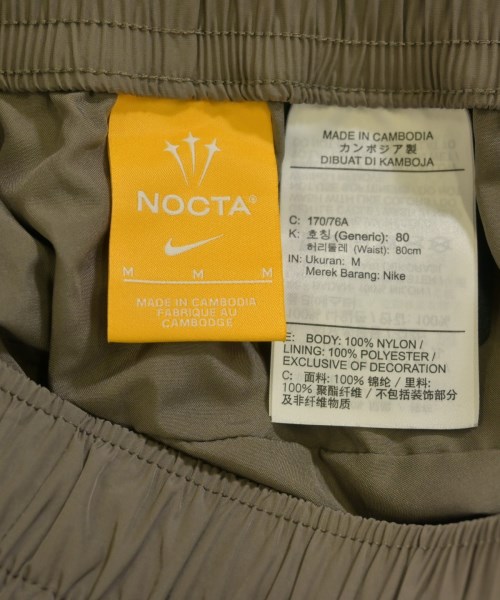 NOCTA®
M M M
MADE IN CAMBODIA
FABRIQUÉ AU
CAMBODGE
MADE IN CAMBODIA
カンボジア製
DIBUAT DI KAMBOJA
C: 170/76A
K: 호칭 (Generic): 80
허리둘레 (Waist): 80cm
IN: Ukuran: M
Merek Barang: Nike
E: BODY: 100% NYLON /
LINING: 100% POLYESTER /
EXCLUSIVE OF DECORATION
C: 面料: 100% 锦纶 / 里料:
100% 聚酯纤维 / 不包括装饰部分
及非纤维物质